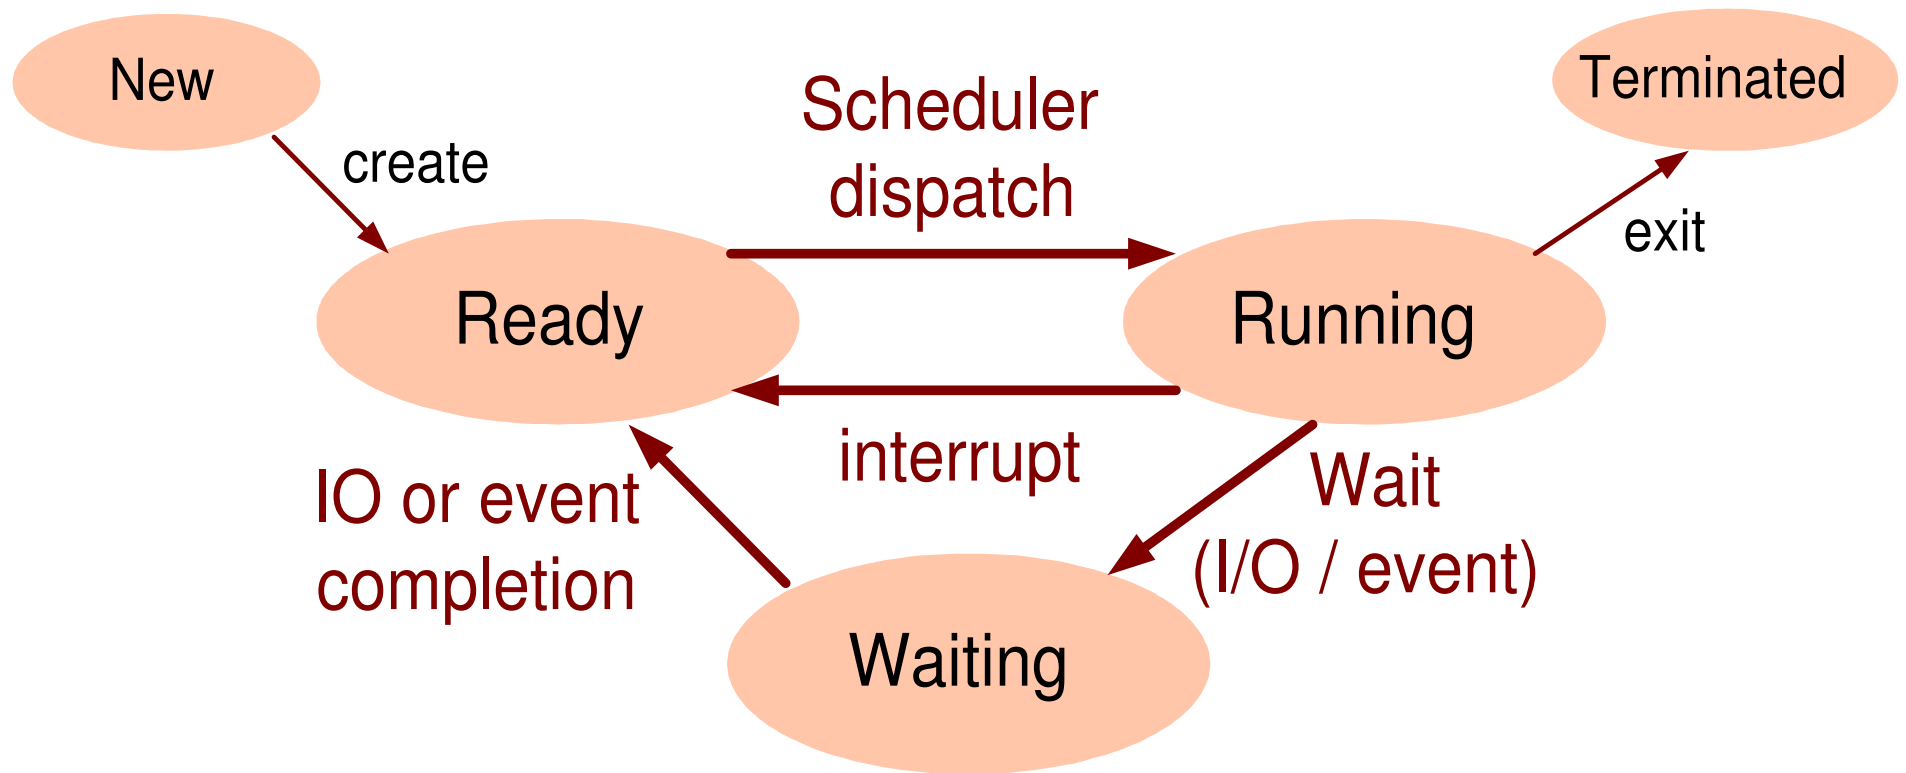 New
Terminated
Scheduler
dispatch
create
exit
Ready
Running
interrupt
IO or event
completion
Wait
(I/O / event)
Waiting